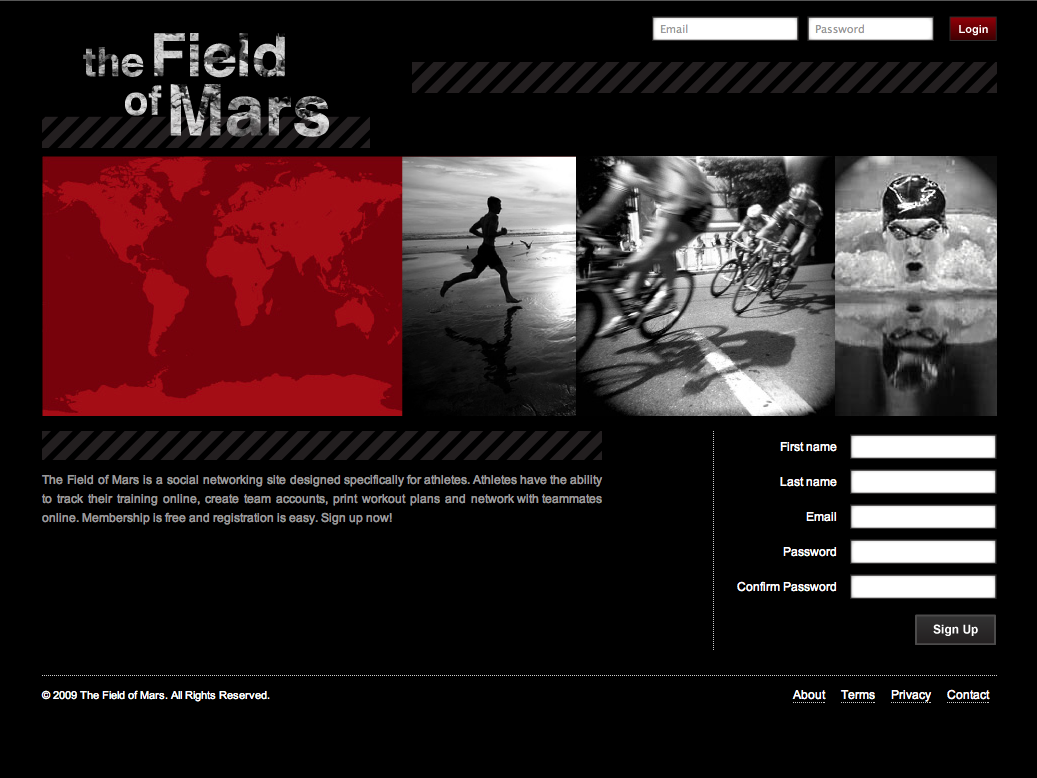 Email
Password
Login
the Field
of Mars
The Field of Mars is a social networking site designed specifically for athletes. Athletes have the ability
to track their training online, create team accounts, print workout plans and network with teammates
online. Membership is free and registration is easy. Sign up now!
First name
Last name
Email
Password
Confirm Password
Sign Up
© 2009 The Field of Mars. All Rights Reserved.
About
Terms
Privacy
Contact